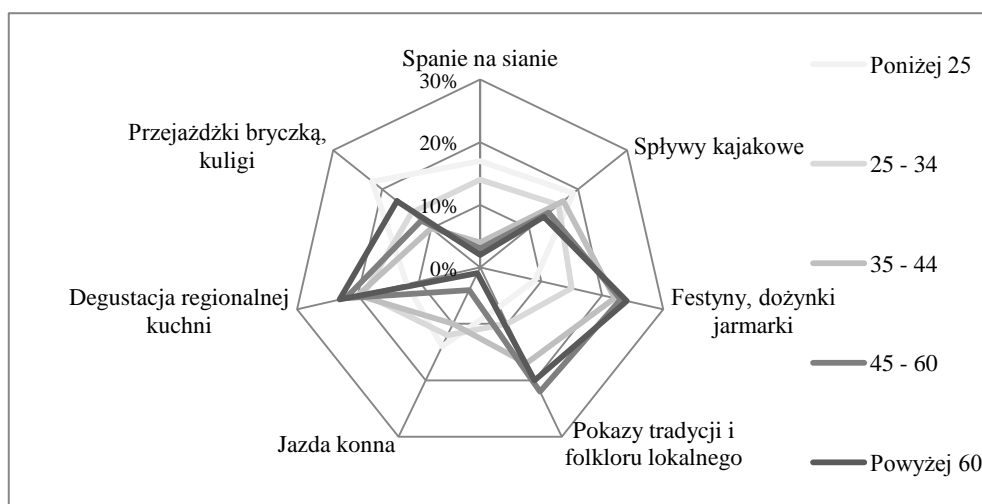 Spanie na sianie
30%
Poniżej 25
Przejażdżki bryczką,
kuligi
Spływy kajakowe
20%
25 - 34
10%
0%
35 - 44
Degustacja regionalnej
kuchni
Festyny, dożynki
jarmarki
45 - 60
Jazda konna
Pokazy tradycji i
folkloru lokalnego
Powyżej 60